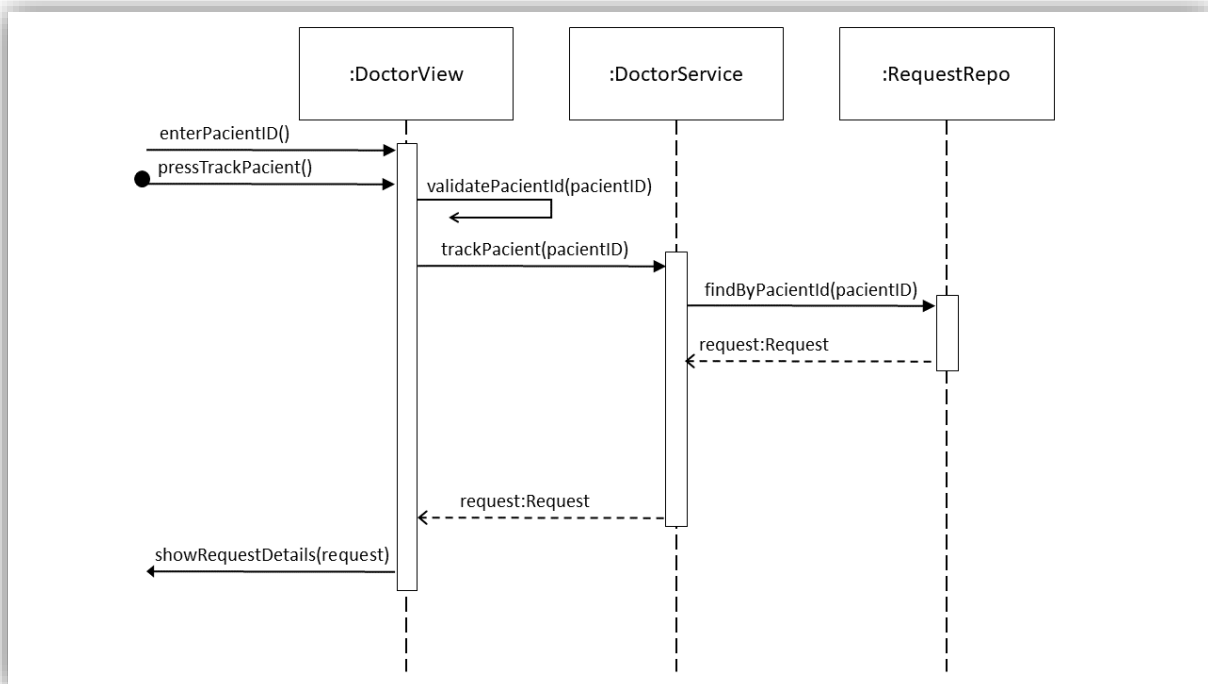 :DoctorView
:DoctorService
:RequestRepo
enterPacientID()
pressTrackPacient()
validatePacientId(pacientID)
trackPacient(pacientID)
findByPacientId(pacientID)
request:Request
request:Request
showRequestDetails(request)